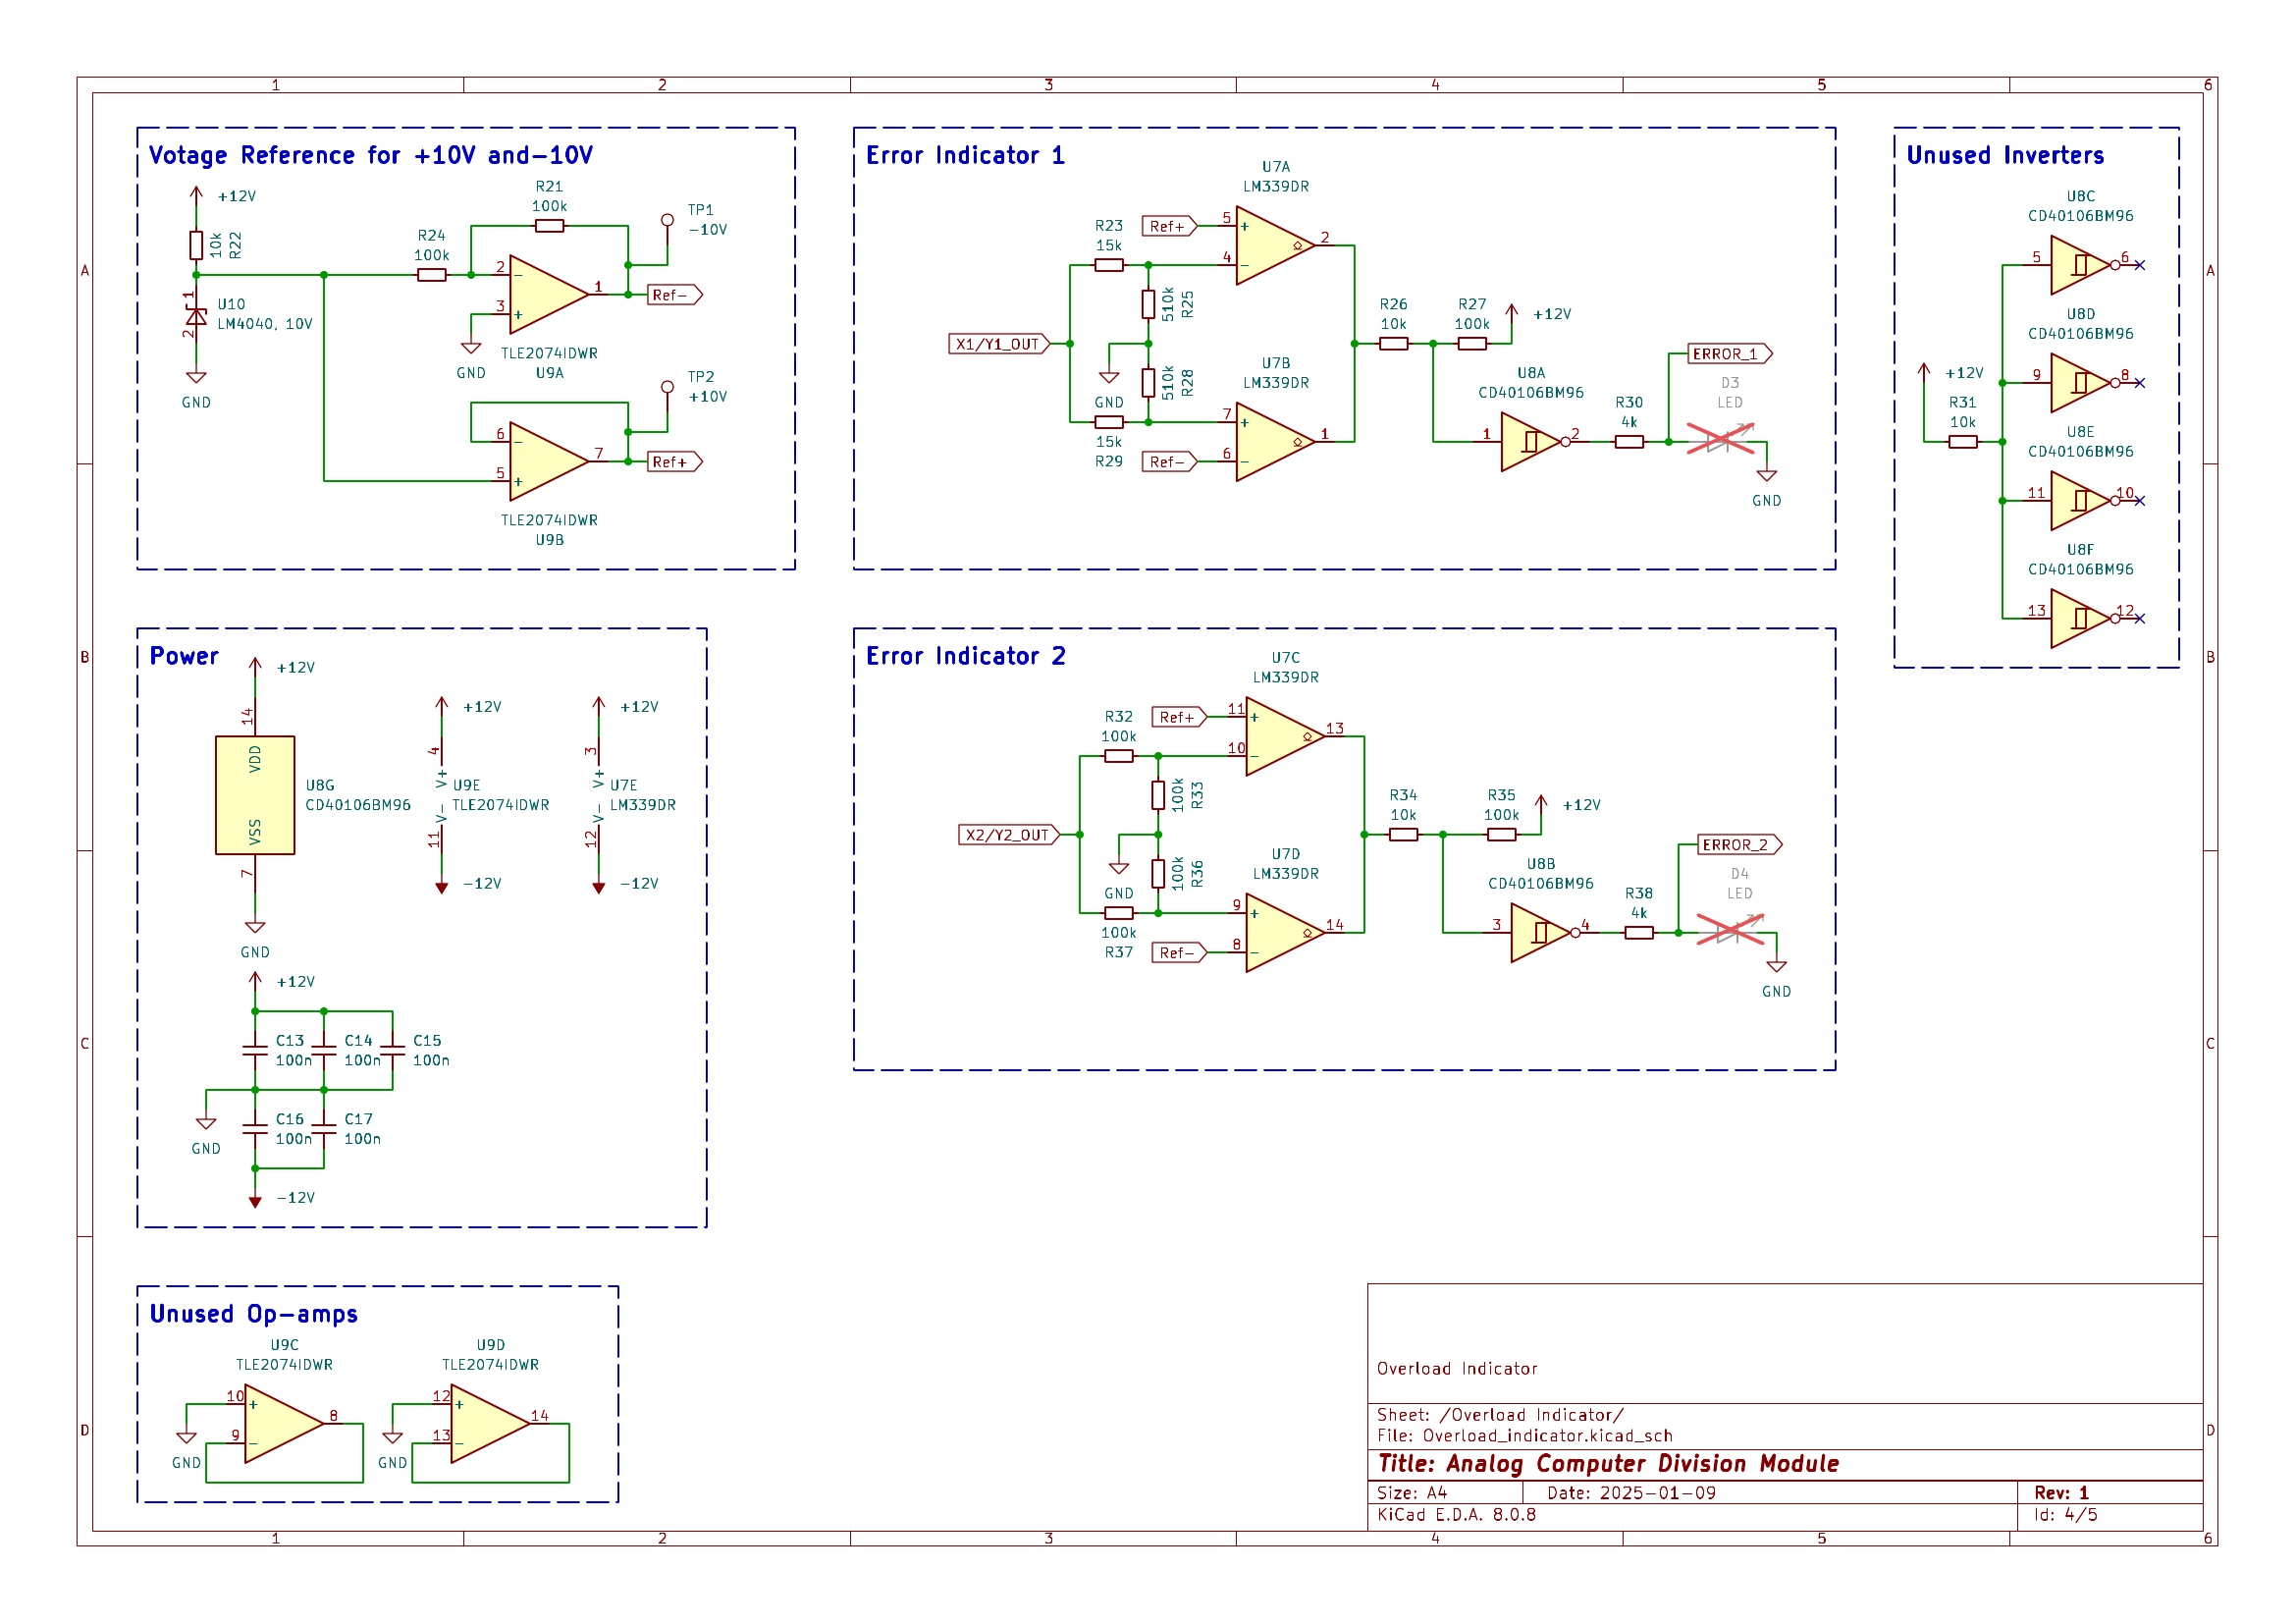 1 2 3 4 5 6
A
B
C
D
Votage Reference for +10V and-10V
+12V
10k
R22
R24
100k
R21
100k
TP1
-10V
2
3
1
Ref-
1
2
U10
LM4040, 10V
GND
GND
TLE2074IDWR
U9A
TP2
+10V
6
5
7
Ref+
TLE2074IDWR
U9B
Error Indicator 1
U7A
LM339DR
Ref+
5
4
2
R23
15k
510k
R25
X1/Y1_OUT
GND
510k
R28
15k
R29
U7B
LM339DR
7
6
1
Ref-
R26
10k
R27
100k
+12V
U8A
CD40106BM96
1
2
R30
4k
ERROR_1
D3
LED
GND
Unused Inverters
U8C
CD40106BM96
5
6
U8D
CD40106BM96
9
8
+12V
R31
10k
U8E
CD40106BM96
11
10
U8F
CD40106BM96
13
12
Power
+12V
14
VDD
VSS
7
U8G
CD40106BM96
GND
+12V
4
V+
V-
11
U9E
TLE2074IDWR
-12V
+12V
3
V+
V-
12
U7E
LM339DR
-12V
+12V
C13
100n
C14
100n
C15
100n
GND
C16
100n
C17
100n
-12V
Error Indicator 2
U7C
LM339DR
Ref+
11
10
13
R32
100k
100k
R33
X2/Y2_OUT
GND
100k
R36
100k
R37
U7D
LM339DR
9
8
14
Ref-
R34
10k
R35
100k
+12V
U8B
CD40106BM96
3
4
R38
4k
ERROR_2
D4
LED
GND
Unused Op-amps
U9C
TLE2074IDWR
10
9
8
GND
U9D
TLE2074IDWR
12
13
14
GND
Overload Indicator
Sheet: /Overload Indicator/
File: Overload_indicator.kicad_sch
Title: Analog Computer Division Module
Size: A4
Date: 2025-01-09
Rev: 1
KiCad E.D.A. 8.0.8
Id: 4/5
A
B
C
D
1 2 3 4 5 6